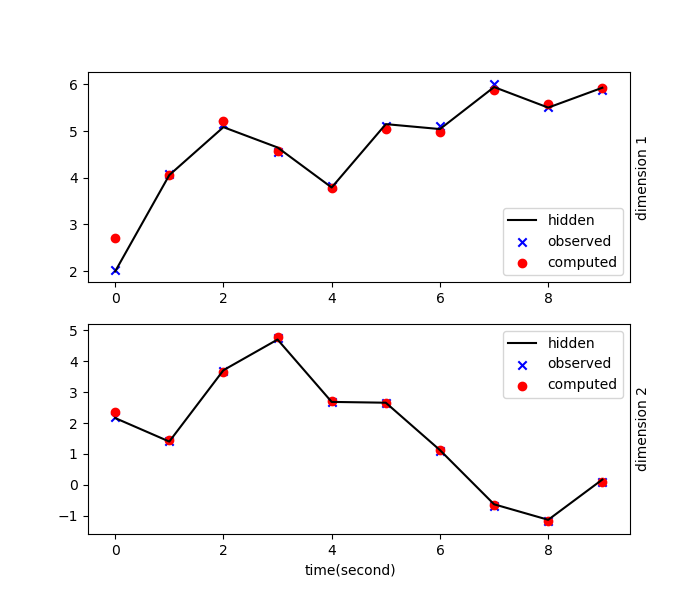 6
5
4
3
2
0
2
4
6
8
hidden
observed
computed
dimension 1
5
4
3
2
1
0
−1
0
2
4
6
8
hidden
observed
computed
dimension 2
time(second)